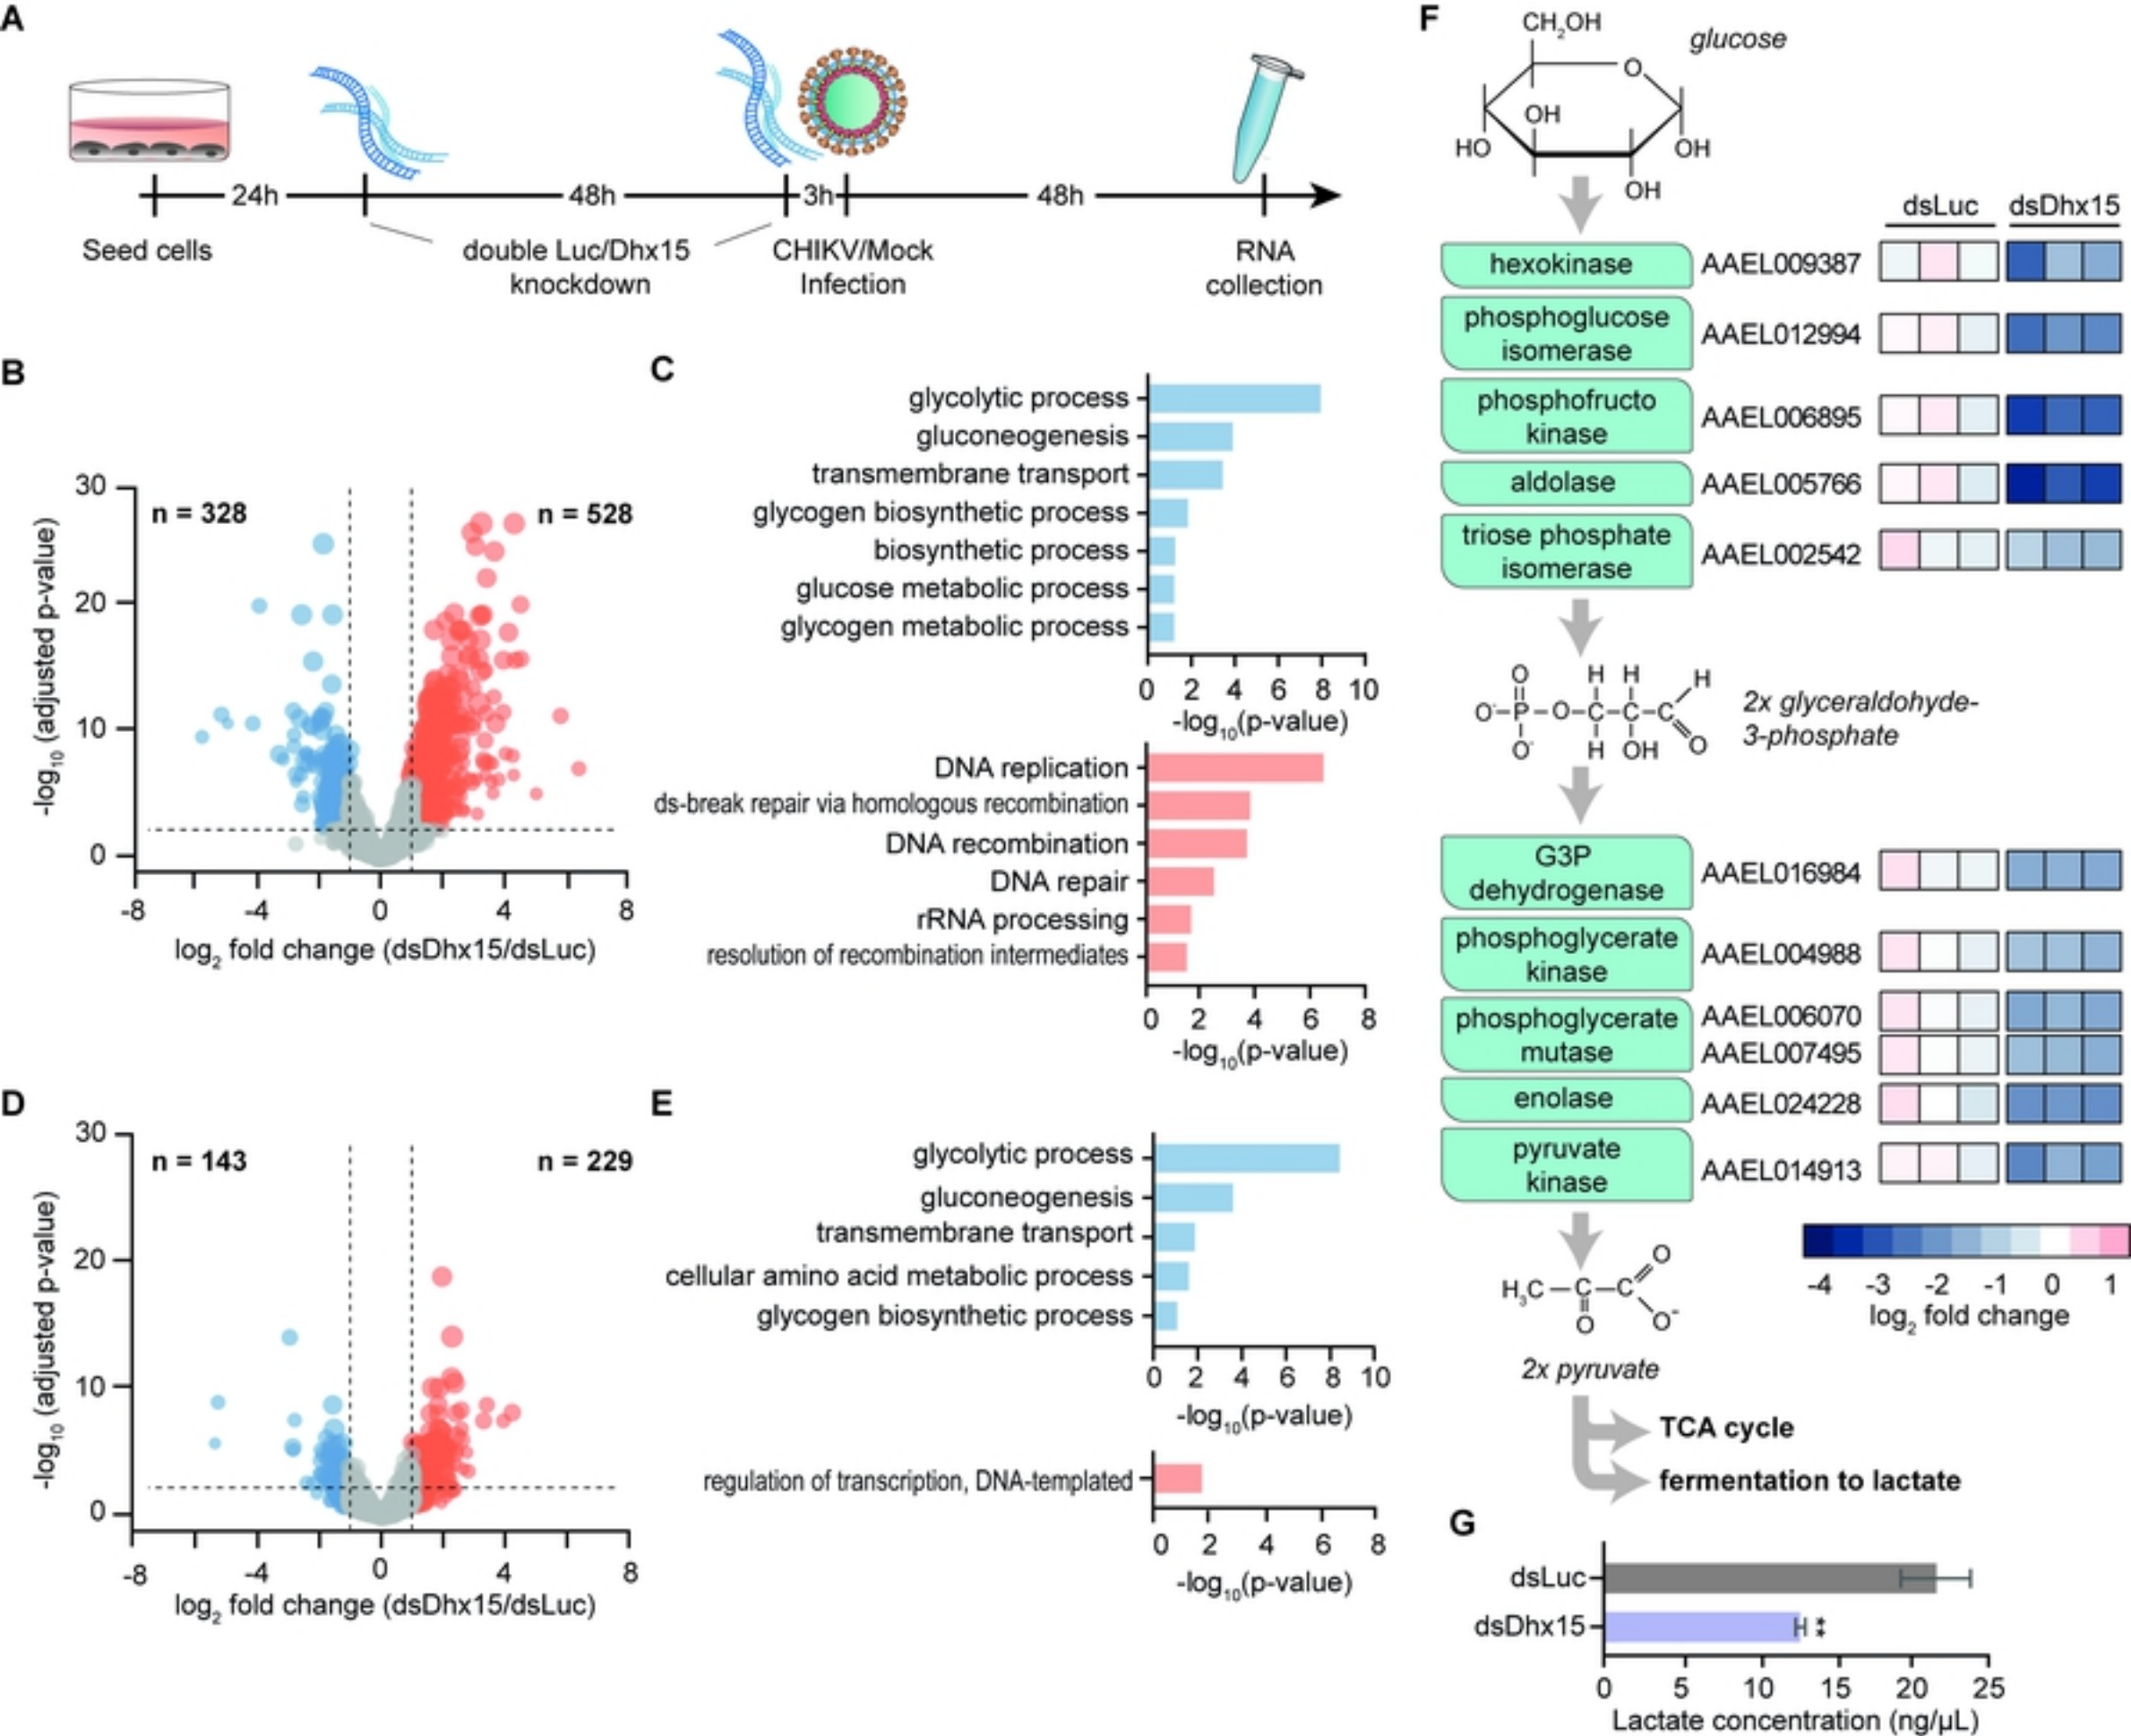 A
24h
48h
3h
48h
Seed cells
double Luc/Dhx15
knockdown
CHIKV/Mock
Infection
RNA
collection
B
30
20
10
0
-log10 (adjusted p-value)
n = 328
n = 528
-8
-4
0
4
8
log2 fold change (dsDhx15/dsLuc)
C
glycolytic process
gluconeogenesis
transmembrane transport
glycogen biosynthetic process
biosynthetic process
glucose metabolic process
glycogen metabolic process
0 2 4 6 8 10
-log10(p-value)
DNA replication
ds-break repair via homologous recombination
DNA recombination
DNA repair
rRNA processing
resolution of recombination intermediates
0 2 4 6 8
-log10(p-value)
D
30
20
10
0
-log10 (adjusted p-value)
n = 143
n = 229
-8
-4
0
4
8
log2 fold change (dsDhx15/dsLuc)
E
glycolytic process
gluconeogenesis
transmembrane transport
cellular amino acid metabolic process
glycogen biosynthetic process
0 2 4 6 8 10
-log10(p-value)
regulation of transcription, DNA-templated
0 2 4 6 8
-log10(p-value)
F
CH2OH
glucose
O
OH
HO
OH
OH
dsLuc dsDhx15
hexokinase AAEL009387
phosphoglucose
isomerase
AAEL012994
phosphofructo
kinase
AAEL006895
aldolase AAEL005766
triose phosphate
isomerase
AAEL002542
O H H H
O-–P–O–C–C–C
O- H OH O
2x glyceraldohyde-
3-phosphate
G3P
dehydrogenase
AAEL016984
phosphoglycerate
kinase
AAEL004988
phosphoglycerate
mutase
AAEL006070
AAEL007495
enolase AAEL024228
pyruvate
kinase
AAEL014913
-4 -3 -2 -1 0 1
log2 fold change
O
H3C–C–C
O O-
2x pyruvate
TCA cycle
fermentation to lactate
G
dsLuc
dsDhx15
**
0 5 10 15 20 25
Lactate concentration (ng/µL)